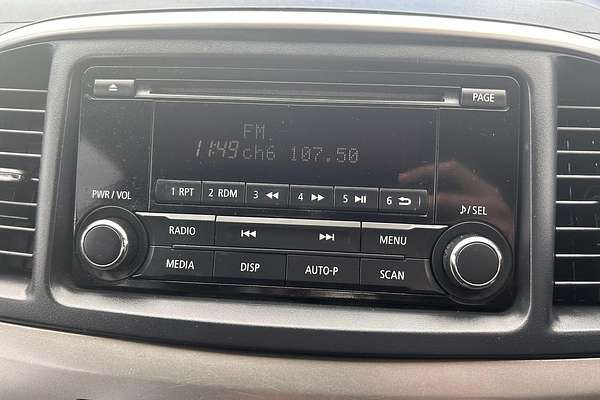 PAGE
FM
11:49 ch6 107.50
1 RPT 2 RDM 3 4 5 6
PWR / VOL
/ SEL
RADIO MENU
MEDIA DISP AUTO-P SCAN